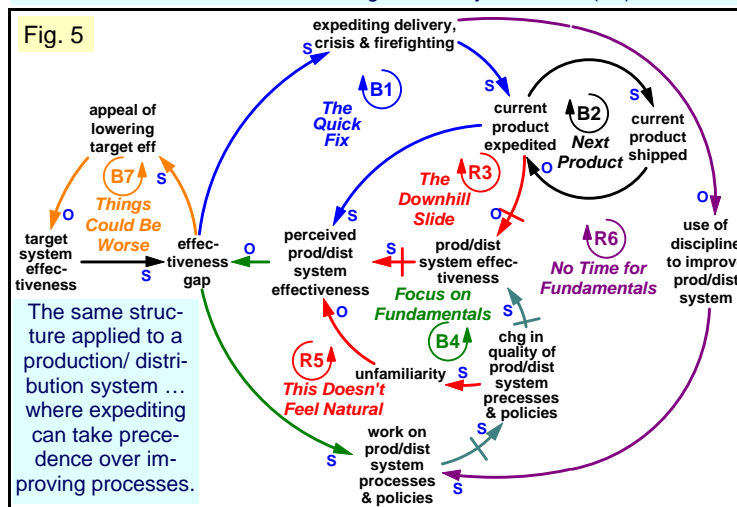 Fig. 5
expediting delivery,
crisis & firefighting
S
S
B1
The
Quick
Fix
appeal of
lowering
target eff
B7
S
Things
Could Be
Worse
O
target
system
effec-
tiveness
S
effec-
tiveness
gap
O
perceived
prod/dist
system
effectiveness
S
current
product
expedited
B2
Next
Product
S
current
product
shipped
O
R3
The
Downhill
Slide
O
S
prod/dist
system effec-
tiveness
R6
No Time for
Fundamentals
O
use of
discipline
to improve
prod/dist
system
Focus on
Fundamentals
B4
S
chg in
quality of
prod/dist
system
precesses
& policies
O
R5
This Doesn't
Feel Natural
unfamiliarity
S
S
S
work on
prod/dist
system
processes
& policies
S
The same struc-
ture applied to a
production/ distri-
bution system ...
where expediting
can take prece-
dence over im-
proving processes.